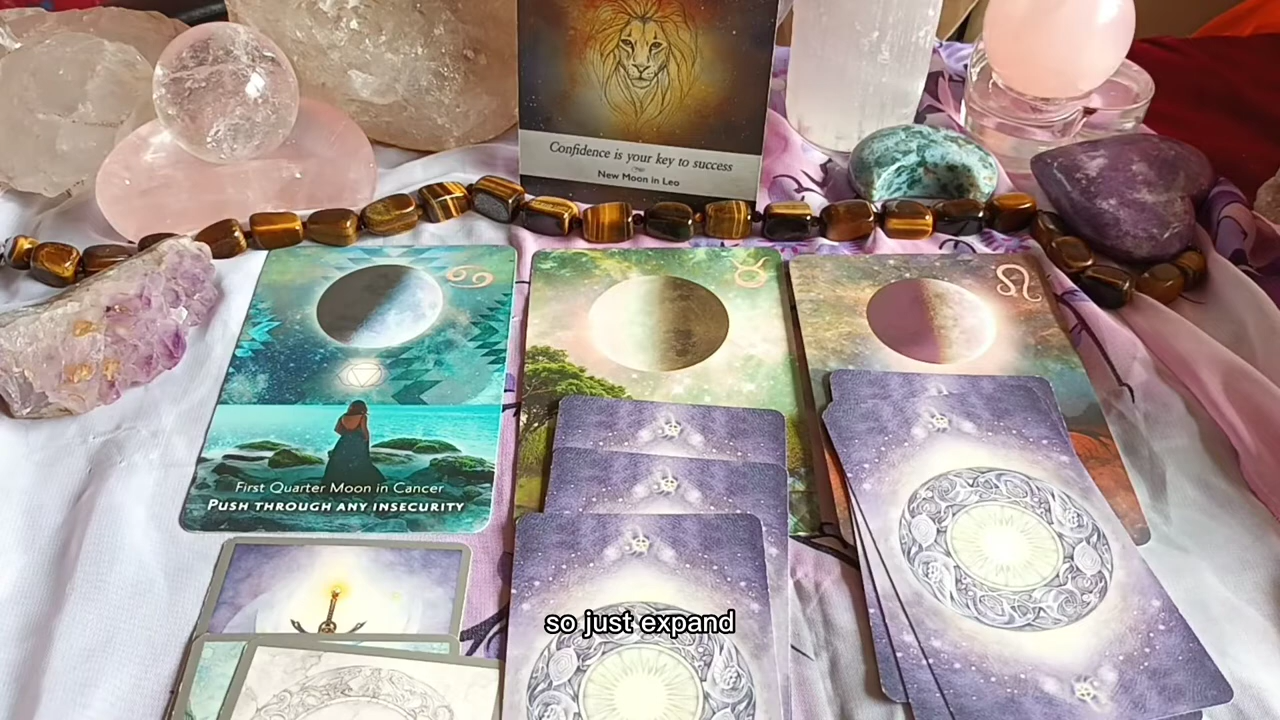 Confidence is your key to success
New Moon in Leo
First Quarter Moon in Cancer
PUSH THROUGH ANY INSECURITY
so just expand